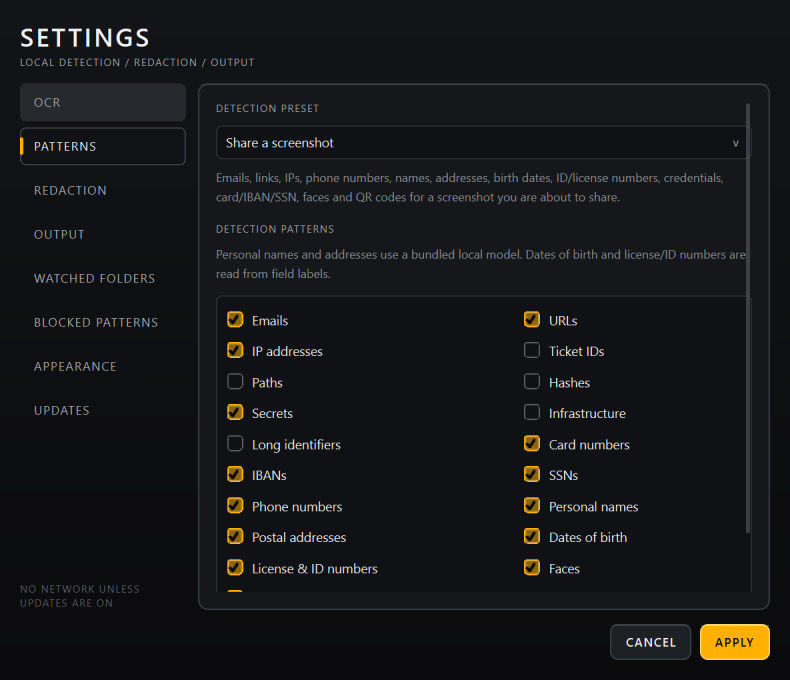 SETTINGS
LOCAL DETECTION / REDACTION / OUTPUT
OCR
PATTERNS
REDACTION
OUTPUT
WATCHED FOLDERS
BLOCKED PATTERNS
APPEARANCE
UPDATES
NO NETWORK UNLESS
UPDATES ARE ON
DETECTION PRESET
Share a screenshot v
Emails, links, IPs, phone numbers, names, addresses, birth dates, ID/license numbers, credentials,
card/IBAN/SSN, faces and QR codes for a screenshot you are about to share.
DETECTION PATTERNS
Personal names and addresses use a bundled local model. Dates of birth and license/ID numbers are
read from field labels.
Emails URLs
IP addresses Ticket IDs
Paths Hashes
Secrets Infrastructure
Long identifiers Card numbers
IBANs SSNs
Phone numbers Personal names
Postal addresses Dates of birth
License & ID numbers Faces
CANCEL APPLY